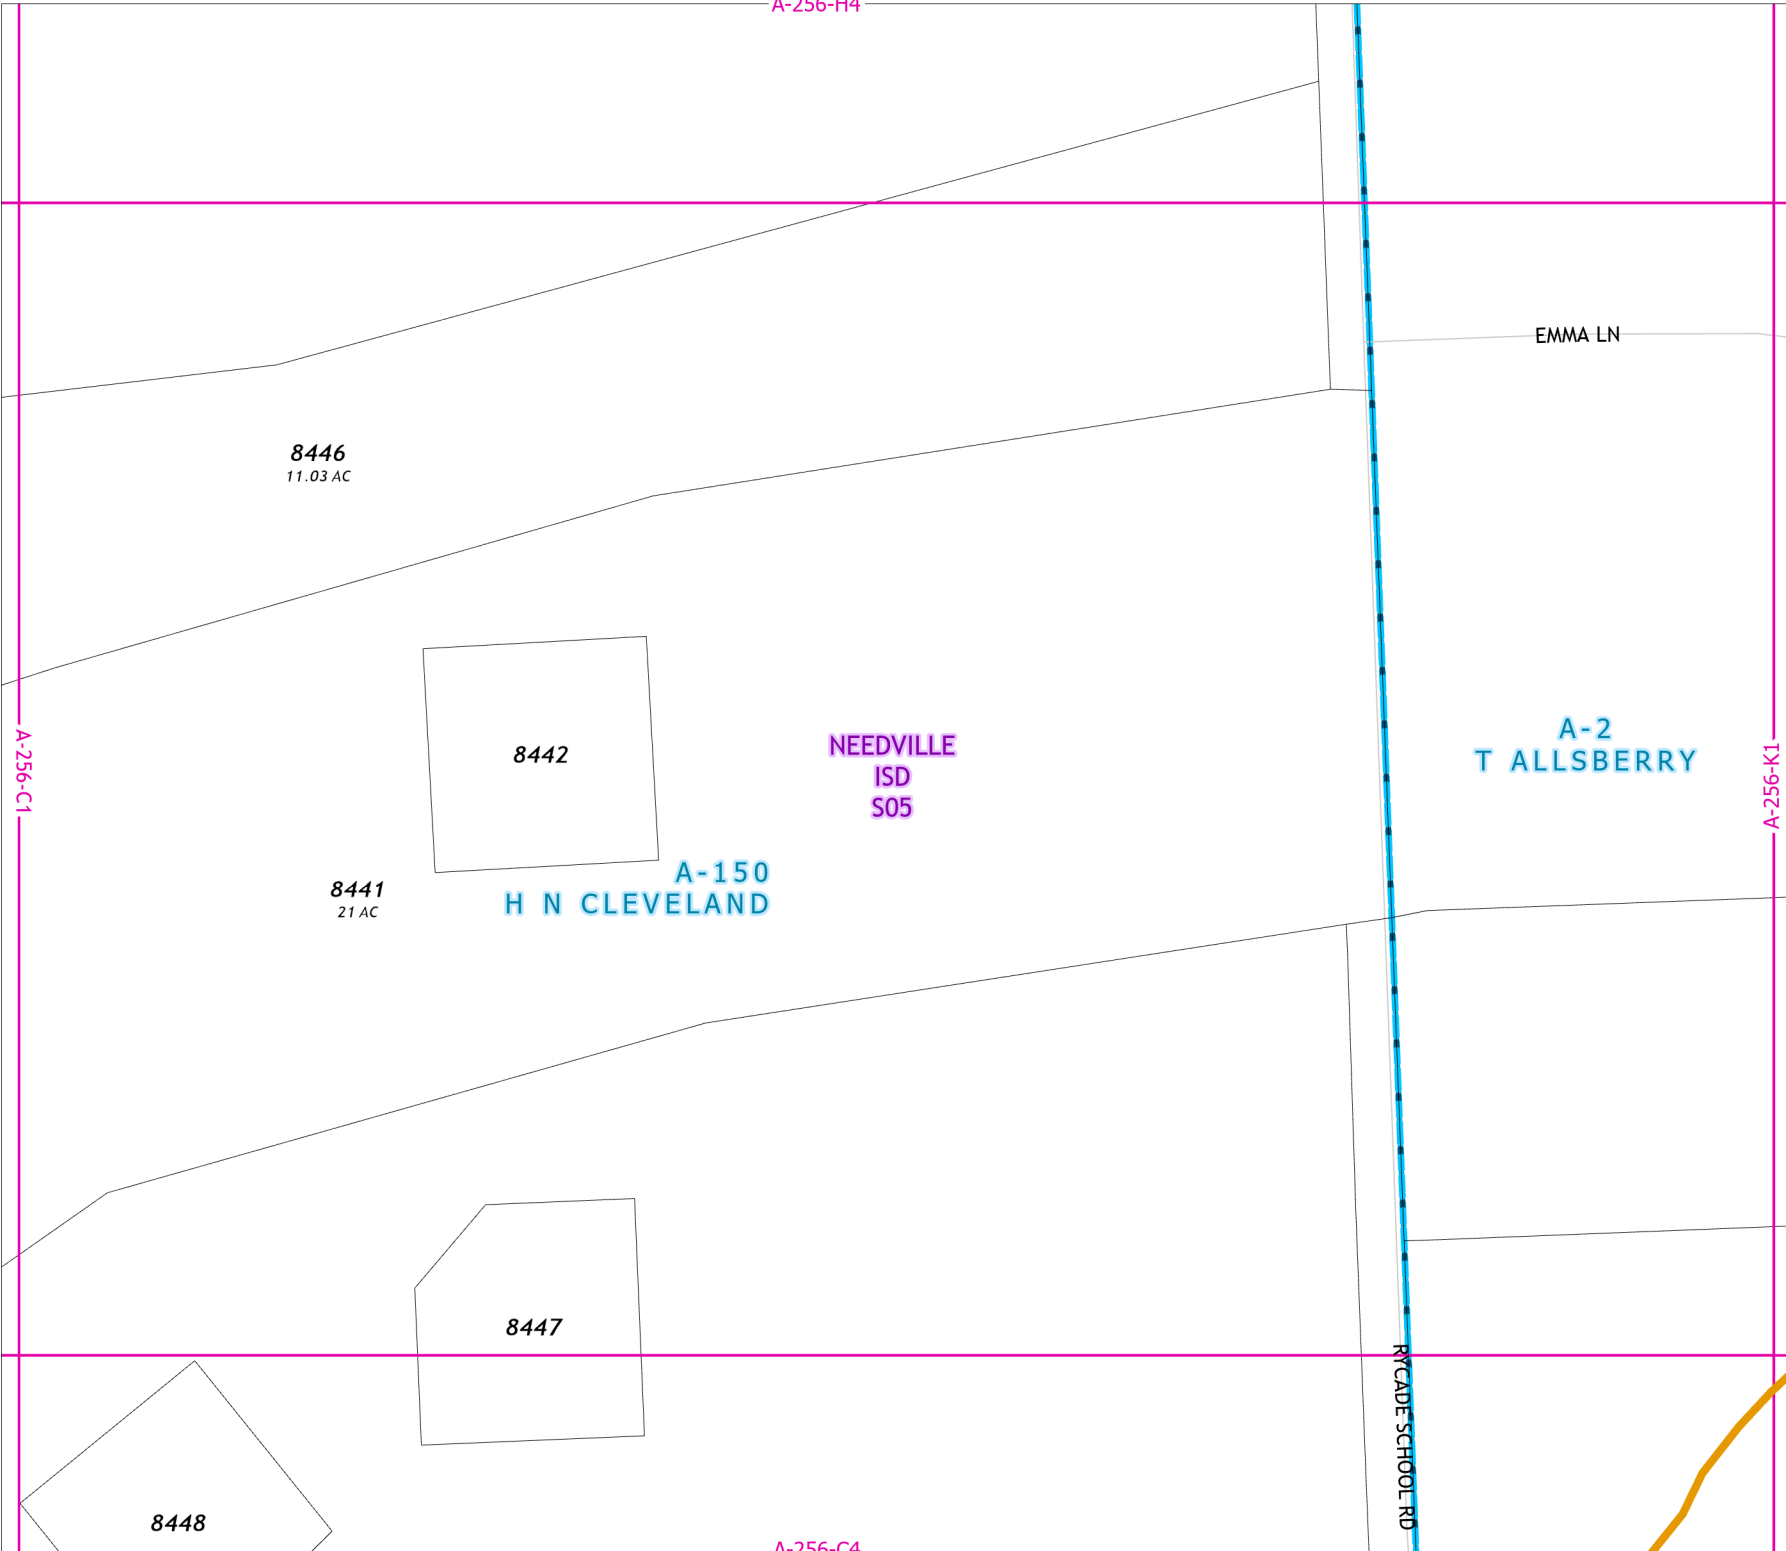 A-256-H4
EMMA LN
8446
11.03 AC
A-256-C1
8442
NEEDVILLE
ISD
S05
A-2
T ALLSBERRY
A-256-K1
8441
21 AC
A-150
H N CLEVELAND
8447
RYCADE SCHOOL RD
8448
A-256-C4